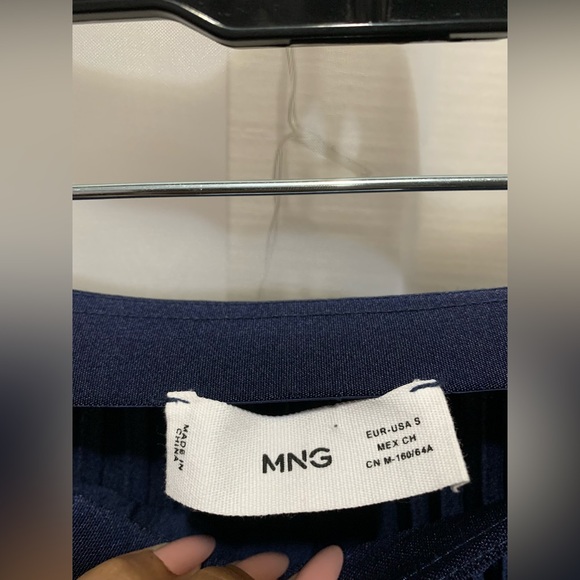 MADE IN
CHINA
MNG
EUR-USA S
MEX CH
CN M-160/64A